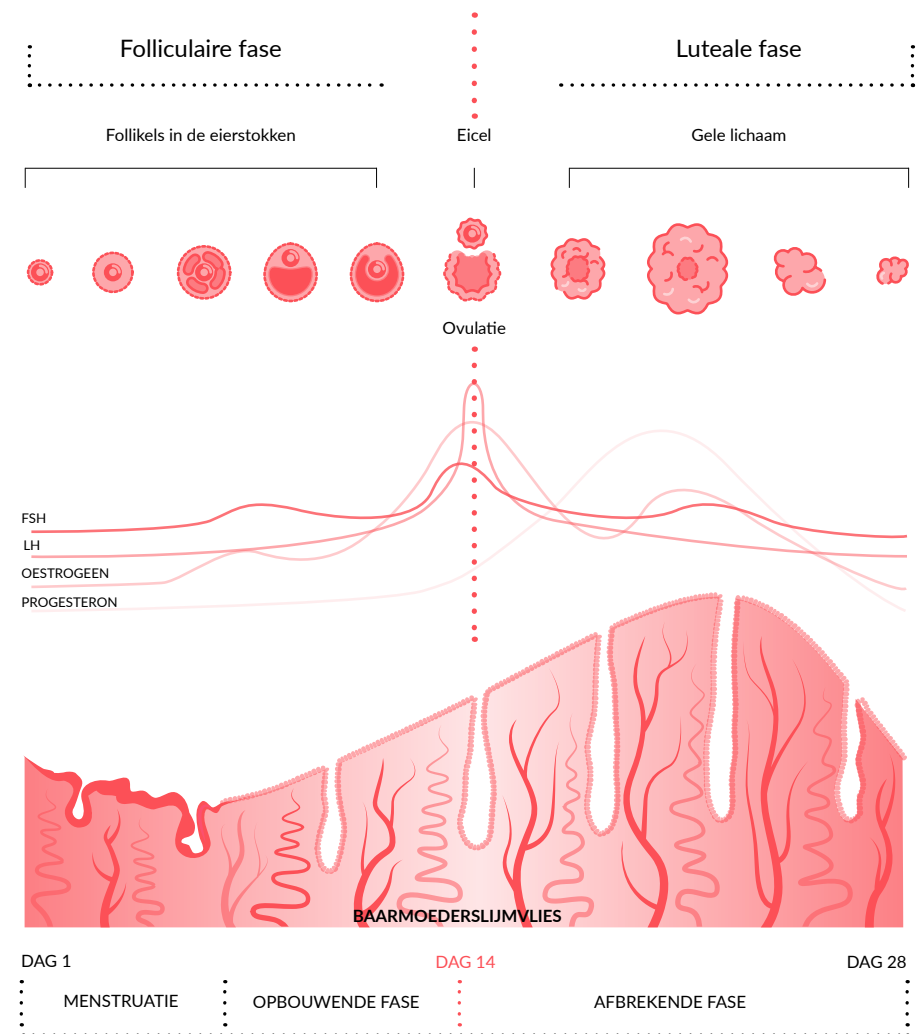 Folliculaire fase
Luteale fase
Follikels in de eierstokken
Eicel
Gele lichaam
Ovulatie
FSH
LH
OESTROGEEN
PROGESTERON
BAARMOEDERSLIJMVLIES
DAG 1
DAG 14
DAG 28
MENSTRUATIE
OPBOUWENDE FASE
AFBREKENDE FASE